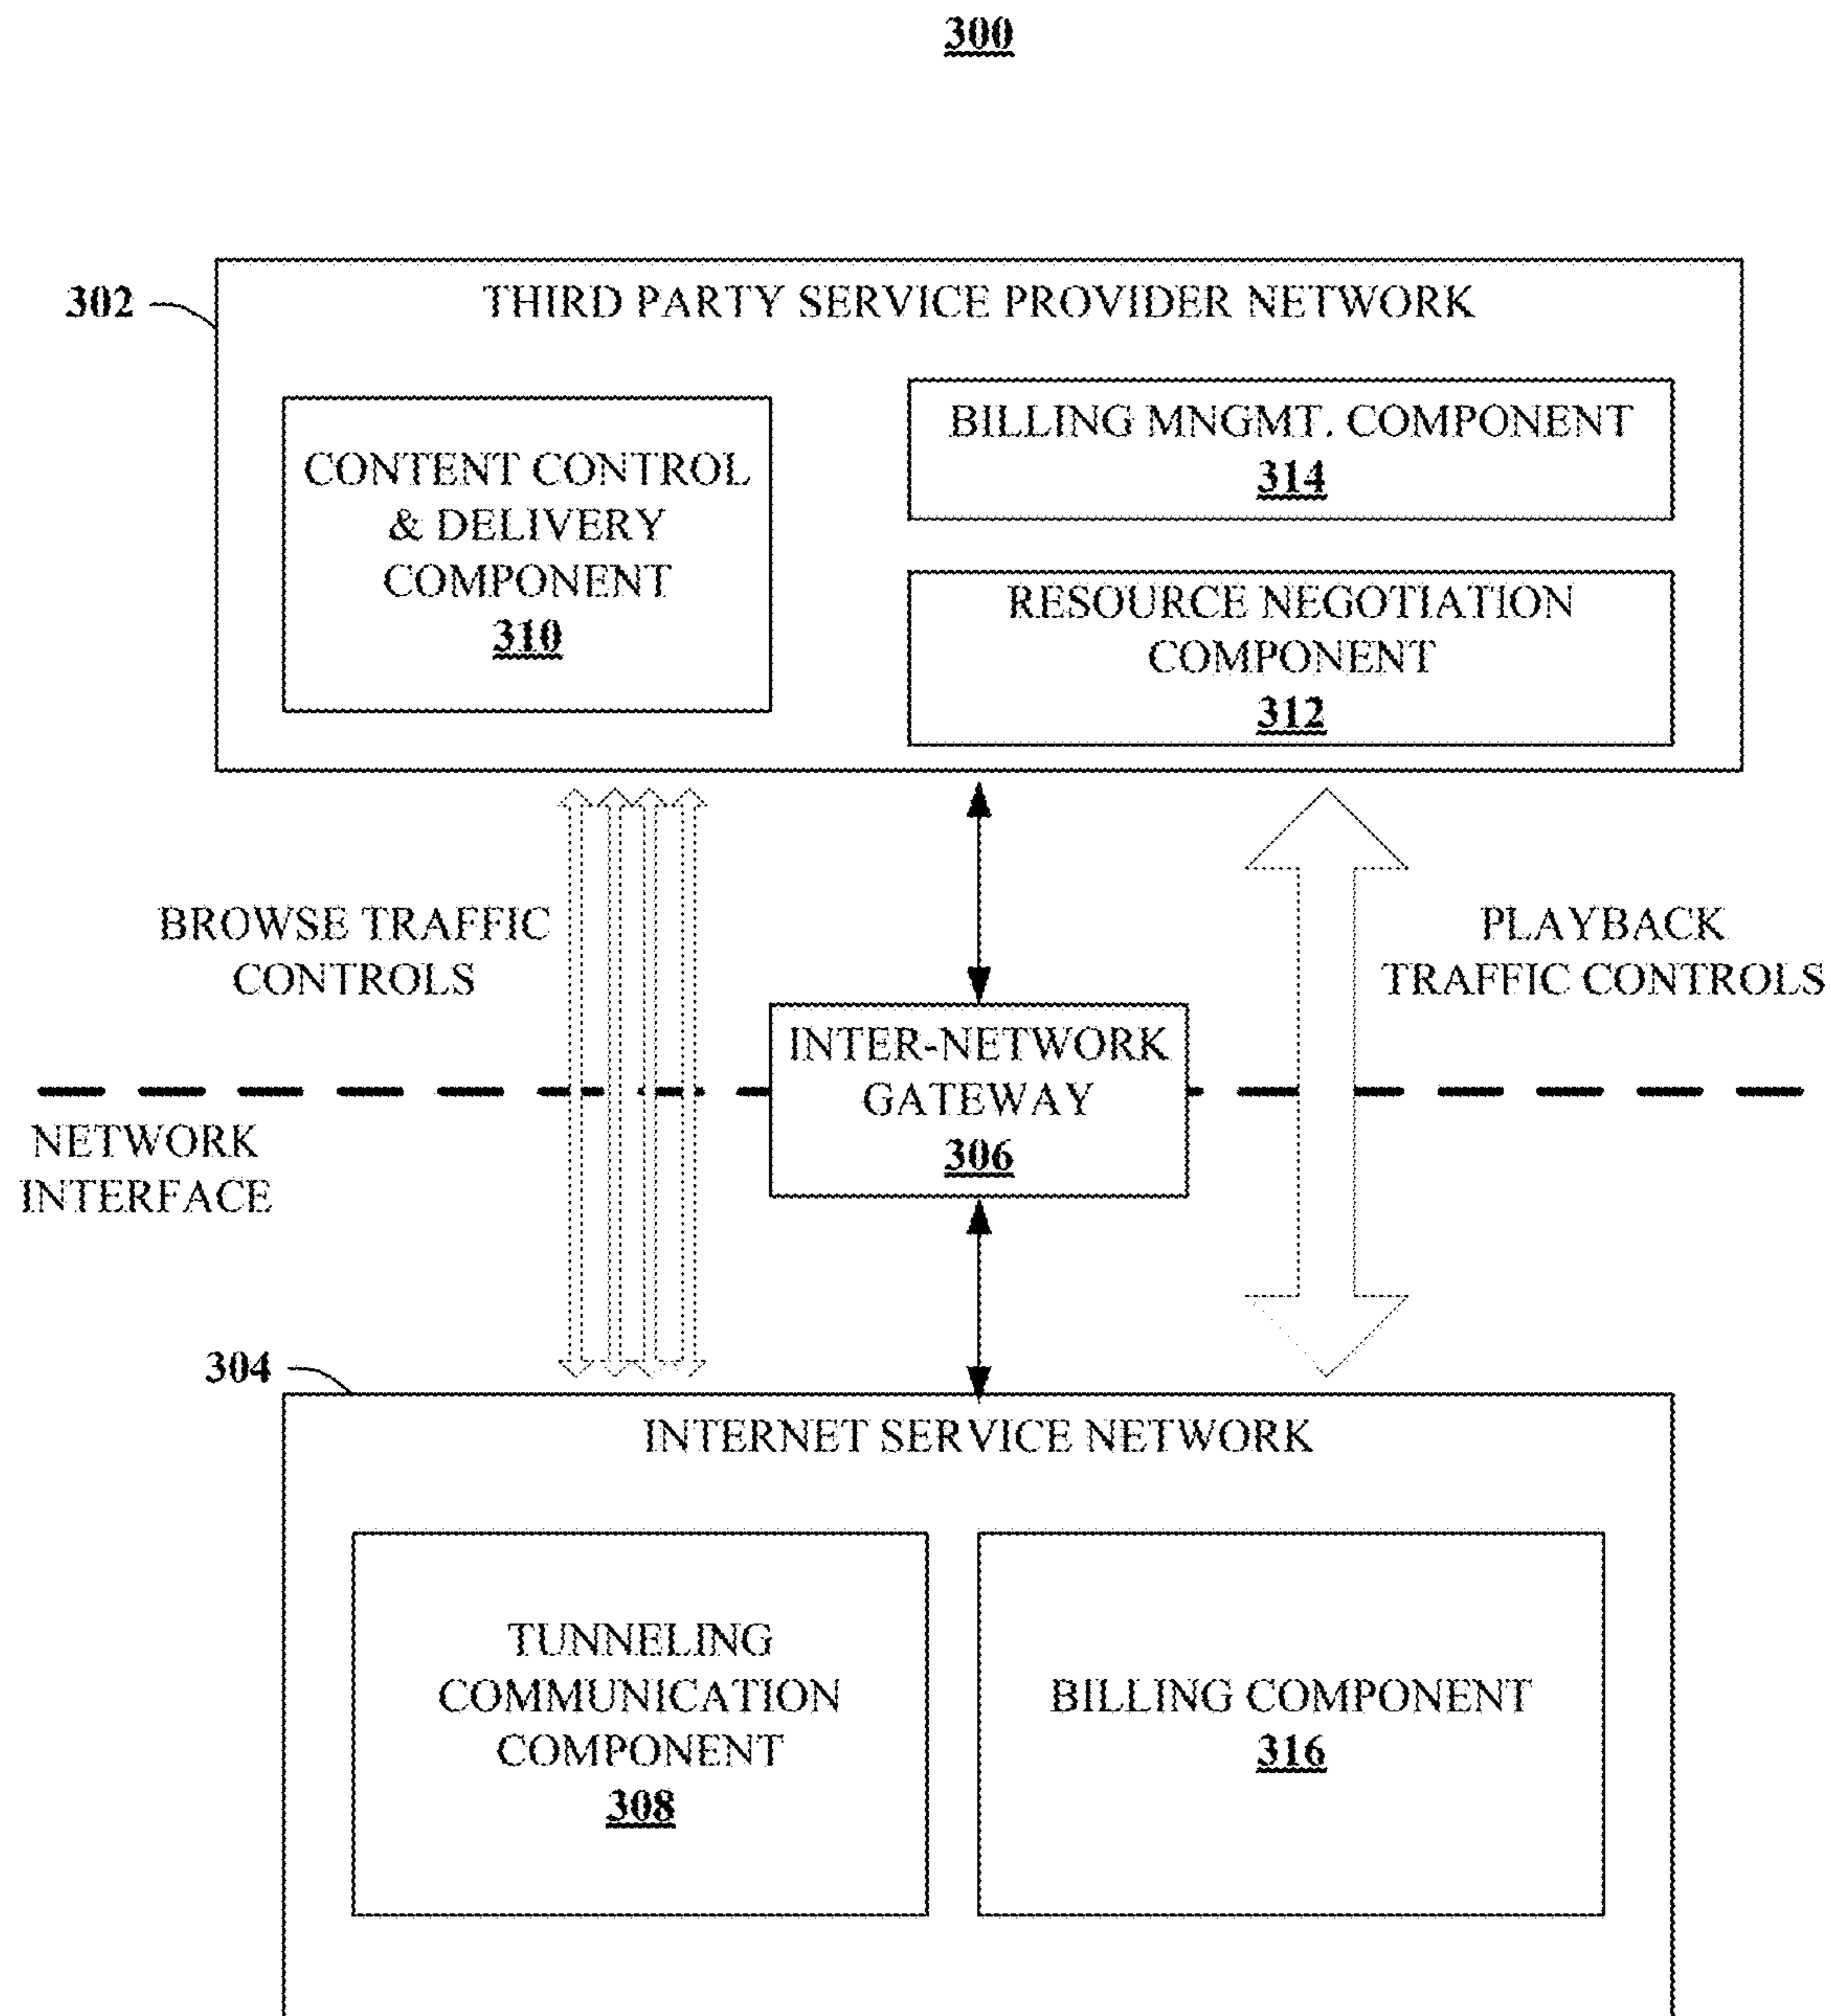 300
302
THIRD PARTY SERVICE PROVIDER NETWORK
CONTENT CONTROL
& DELIVERY
COMPONENT
310
BILLING MNGMT. COMPONENT
314
RESOURCE NEGOTIATION
COMPONENT
312
BROWSE TRAFFIC
CONTROLS
PLAYBACK
TRAFFIC CONTROLS
INTER-NETWORK
GATEWAY
306
NETWORK
INTERFACE
304
INTERNET SERVICE NETWORK
TUNNELING
COMMUNICATION
COMPONENT
308
BILLING COMPONENT
316